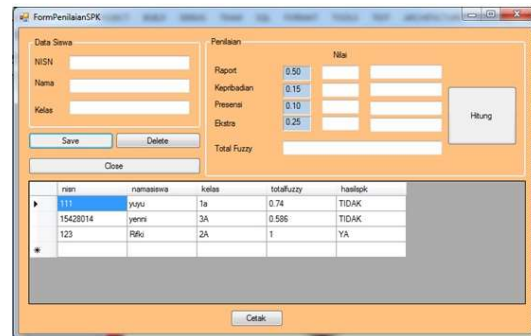 FormPenilaianSPK
Data Siswa
NISN
Nama
Kelas
Save Delete
Close
Penilaian
Nilai
Raport 0.50
Kepribadian 0.15
Presensi 0.10
Ekstra 0.25
Total Fuzzy
Hitung
nisn namasiswa kelas totalfuzzy hasilspk
111 yuyu 1a 0.74 TIDAK
15428014 yenni 3A 0.586 TIDAK
123 Rifki 2A 1 YA
Cetak